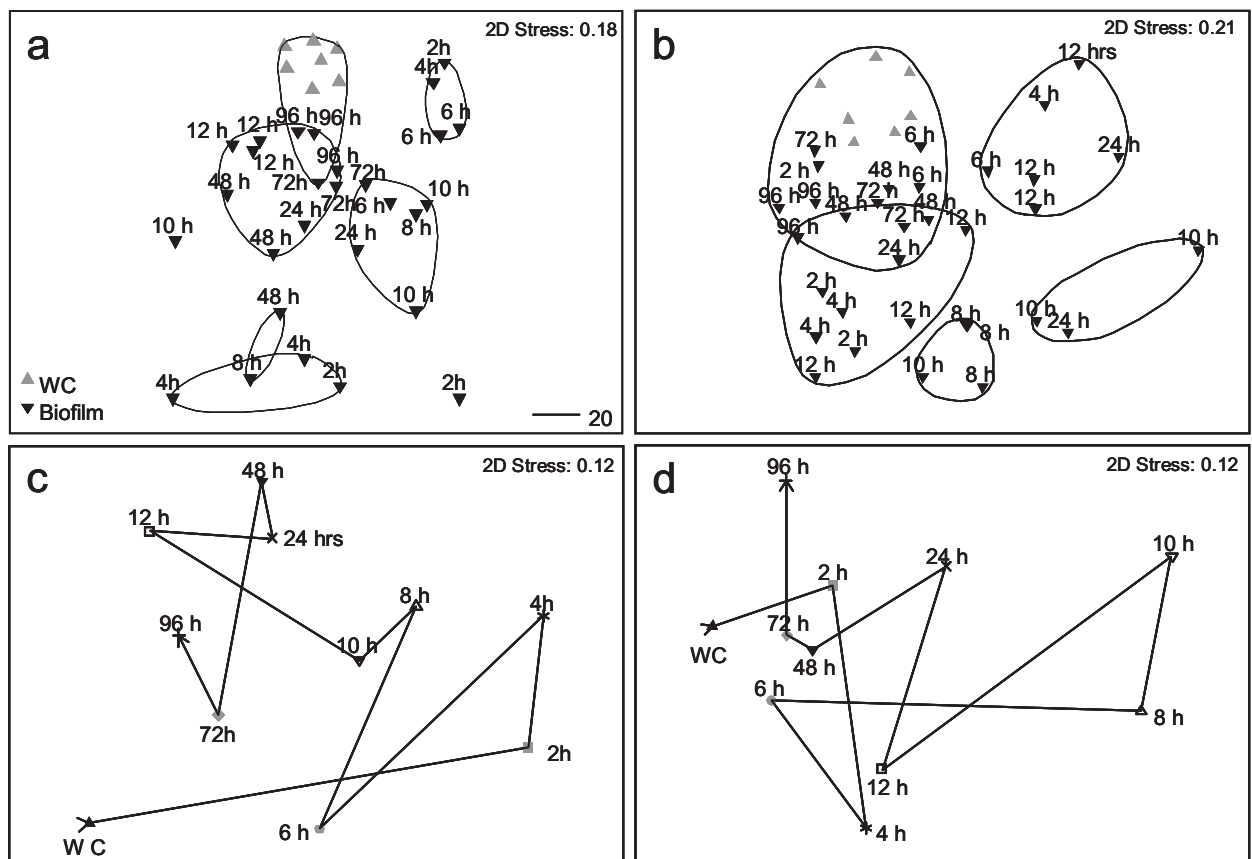 a
2D Stress: 0.18
2h
4h
6 h
6 h
96 h 96 h
12 h
12 h
12 h
96 h
72h
72h
72h
6 h
10 h
8 h
48 h
24 h
24 h
10 h
48 h
48 h
10 h
8 h
4h
4h
2h
2h
WC
Biofilm
20
b
2D Stress: 0.21
12 hrs
4 h
24 h
6 h
12 h
12 h
72 h
6 h
2 h
48 h
6 h
96 h
96 h
48 h
72 h
48 h
96 h
72 h
12 h
24 h
10 h
2 h
4 h
12 h
4 h
2 h
12 h
8 h
8 h
10 h
8 h
10 h
24 h
c
2D Stress: 0.12
48 h
12 h
24 hrs
8 h
4h
96 h
10 h
72h
2h
6 h
W C
d
2D Stress: 0.12
96 h
10 h
24 h
2 h
72 h
WC
48 h
6 h
8 h
12 h
4 h